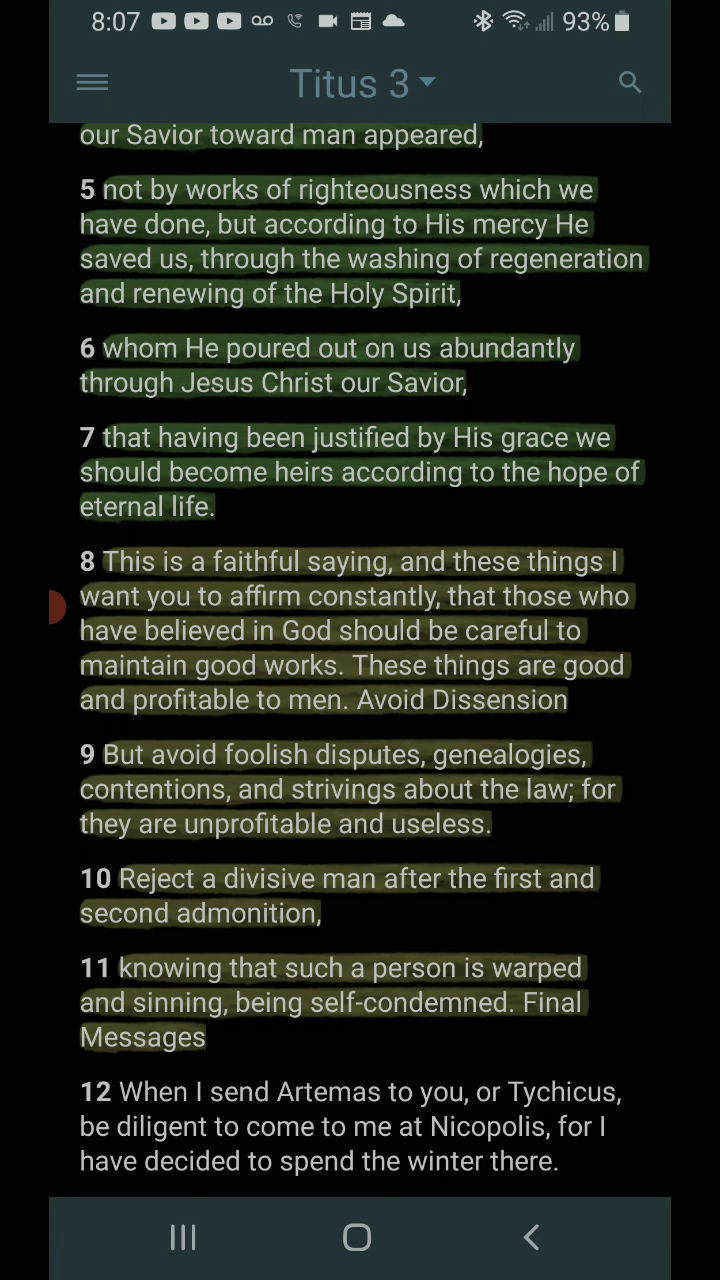 8:07
93%
Titus 3
our Savior toward man appeared,
5 not by works of righteousness which we
have done, but according to His mercy He
saved us, through the washing of regeneration
and renewing of the Holy Spirit,
6 whom He poured out on us abundantly
through Jesus Christ our Savior,
7 that having been justified by His grace we
should become heirs according to the hope of
eternal life.
8 This is a faithful saying, and these things I
want you to affirm constantly, that those who
have believed in God should be careful to
maintain good works. These things are good
and profitable to men. Avoid Dissension
9 But avoid foolish disputes, genealogies,
contentions, and strivings about the law; for
they are unprofitable and useless.
10 Reject a divisive man after the first and
second admonition,
11 knowing that such a person is warped
and sinning, being self-condemned. Final
Messages
12 When I send Artemas to you, or Tychicus,
be diligent to come to me at Nicopolis, for I
have decided to spend the winter there.